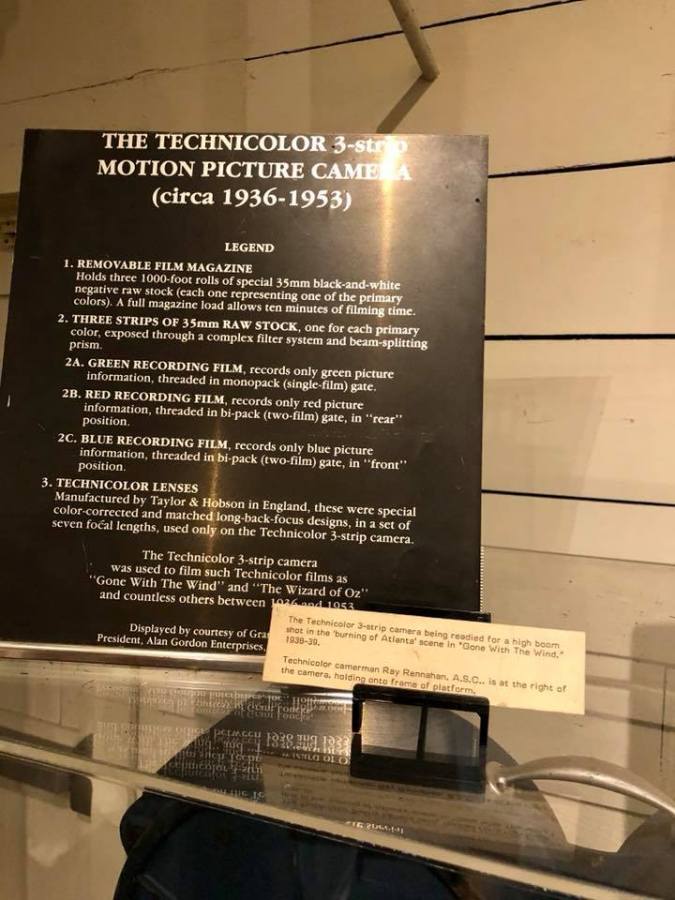 THE TECHNICOLOR 3-strip
MOTION PICTURE CAMERA
(circa 1936-1953)
LEGEND
1. REMOVABLE FILM MAGAZINE
Holds three 1000-foot rolls of special 35mm black-and-white
negative raw stock (each one representing one of the primary
colors). A full magazine load allows ten minutes of filming time.
2. THREE STRIPS OF 35mm RAW STOCK, one for each primary
color, exposed through a complex filter system and beam-splitting
prism.
2A. GREEN RECORDING FILM, records only green picture
information, threaded in monopack (single-film) gate.
2B. RED RECORDING FILM, records only red picture
information, threaded in bi-pack (two-film) gate, in "rear"
position.
2C. BLUE RECORDING FILM, records only blue picture
information, threaded in bi-pack (two-film) gate, in "front"
position.
3. TECHNICOLOR LENSES
Manufactured by Taylor & Hobson in England, these were special
color-corrected and matched long-back-focus designs, in a set of
seven focal lengths, used only on the Technicolor 3-strip camera.
The Technicolor 3-strip camera
was used to film such Technicolor films as
"Gone With The Wind" and "The Wizard of Oz"
and countless others between 1936 and 1953
Displayed by courtesy of
President, Alan Gordon Enterprises,
The Technicolor 3-strip camera being readied for a high boom
shot in the 'burning of Atlanta' scene in "Gone With The Wind,"
1938-39.
Technicolor camerman Ray Rennahan, A.S.C., is at the right of
the camera, holding onto frame of platform.